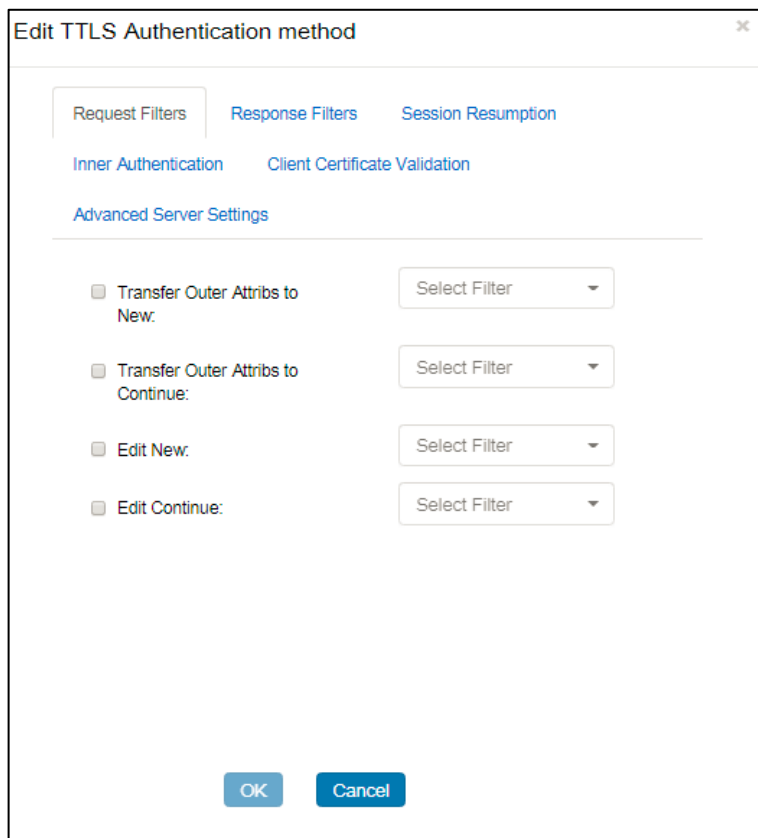 Edit TTLS Authentication method
×
Request Filters Response Filters Session Resumption
Inner Authentication Client Certificate Validation
Advanced Server Settings
Transfer Outer Attribs to New: Select Filter
Transfer Outer Attribs to Continue: Select Filter
Edit New: Select Filter
Edit Continue: Select Filter
OK Cancel